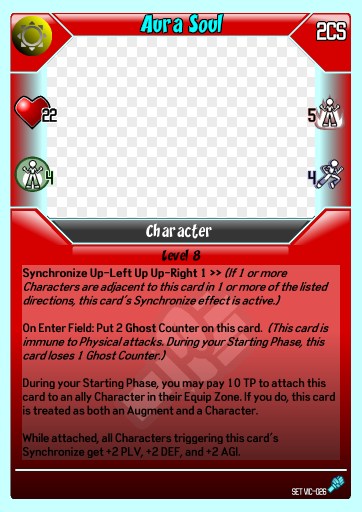 Aura Soul
2CS
22
5
4
4
Character
Level 8
Synchronize Up-Left Up Up-Right 1 >> (If 1 or more
Characters are adjacent to this card in 1 or more of the listed
directions, this card's Synchronize effect is active.)
On Enter Field: Put 2 Ghost Counter on this card. (This card is
immune to Physical attacks. During your Starting Phase, this
card loses 1 Ghost Counter.)
During your Starting Phase, you may pay 10 TP to attach this
card to an ally Character in their Equip Zone. If you do, this card
is treated as both an Augment and a Character.
While attached, all Characters triggering this card's
Synchronize get +2 PLV, +2 DEF, and +2 AGI.
SET VIC-026